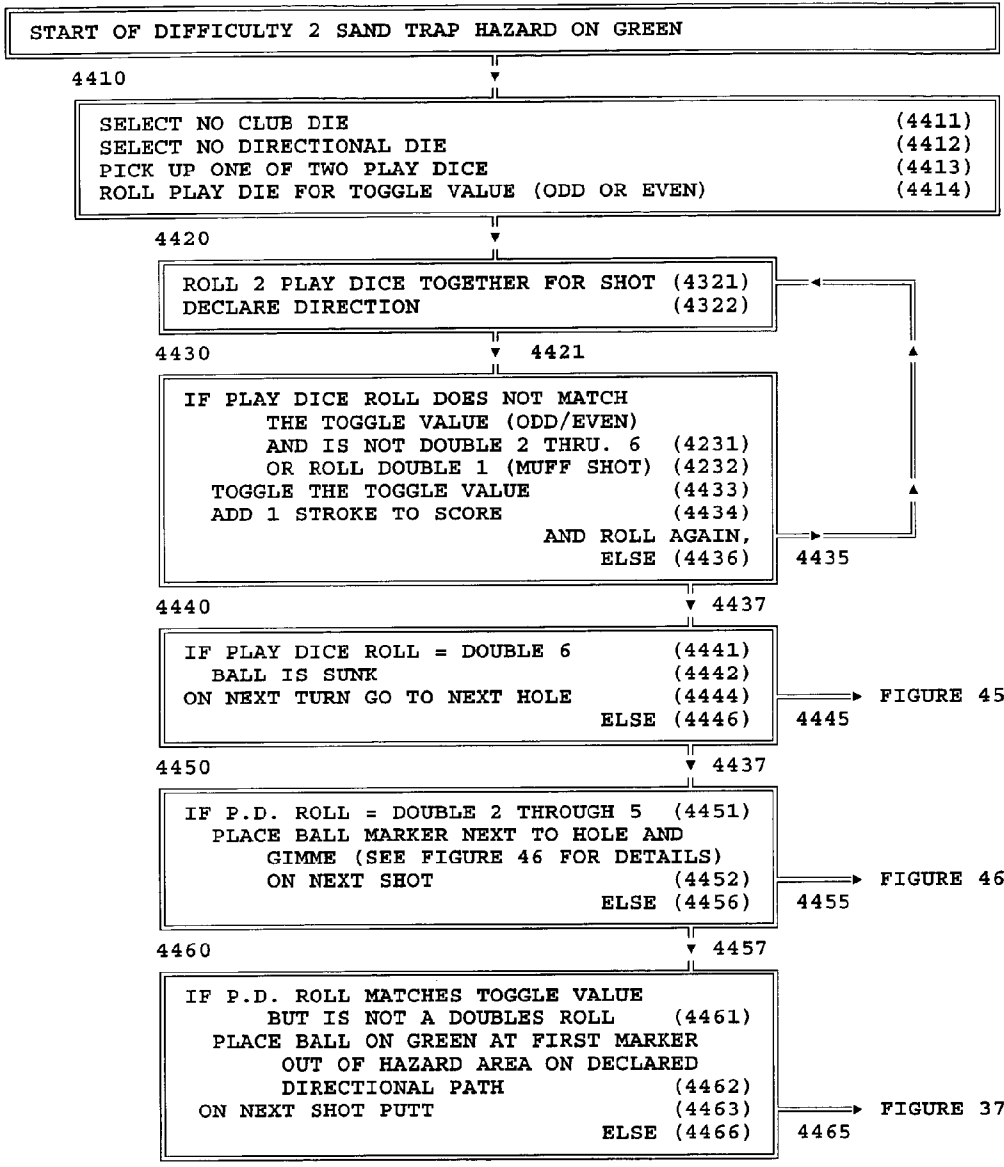 START OF DIFFICULTY 2 SAND TRAP HAZARD ON GREEN
4410
SELECT NO CLUB DIE (4411)
SELECT NO DIRECTIONAL DIE (4412)
PICK UP ONE OF TWO PLAY DICE (4413)
ROLL PLAY DIE FOR TOGGLE VALUE (ODD OR EVEN) (4414)
4420
ROLL 2 PLAY DICE TOGETHER FOR SHOT (4321)
DECLARE DIRECTION (4322)
4430 4421
IF PLAY DICE ROLL DOES NOT MATCH
THE TOGGLE VALUE (ODD/EVEN)
AND IS NOT DOUBLE 2 THRU. 6 (4231)
OR ROLL DOUBLE 1 (MUFF SHOT) (4232)
TOGGLE THE TOGGLE VALUE (4433)
ADD 1 STROKE TO SCORE (4434)
AND ROLL AGAIN,
ELSE (4436) 4435
4440 4437
IF PLAY DICE ROLL = DOUBLE 6 (4441)
BALL IS SUNK (4442)
ON NEXT TURN GO TO NEXT HOLE (4444) FIGURE 45
ELSE (4446) 4445
4450 4437
IF P.D. ROLL = DOUBLE 2 THROUGH 5 (4451)
PLACE BALL MARKER NEXT TO HOLE AND
GIMME (SEE FIGURE 46 FOR DETAILS)
ON NEXT SHOT (4452) FIGURE 46
ELSE (4456) 4455
4460 4457
IF P.D. ROLL MATCHES TOGGLE VALUE
BUT IS NOT A DOUBLES ROLL (4461)
PLACE BALL ON GREEN AT FIRST MARKER
OUT OF HAZARD AREA ON DECLARED
DIRECTIONAL PATH (4462)
ON NEXT SHOT PUTT (4463) FIGURE 37
ELSE (4466) 4465